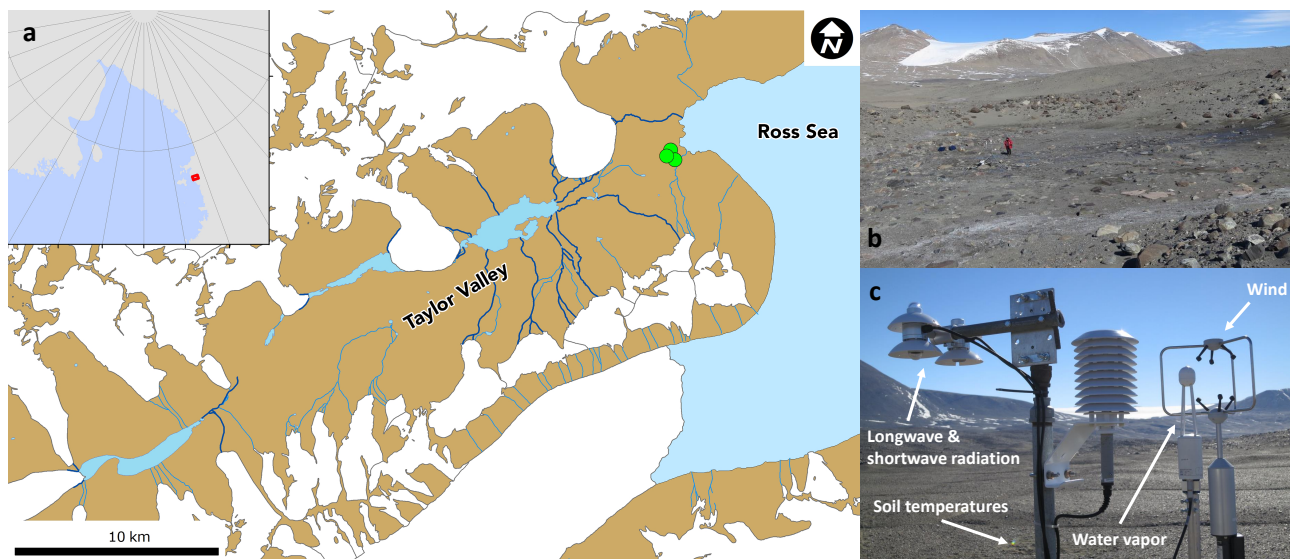 a
N
Ross Sea
Taylor Valley
10 km
b
c
Wind
Longwave &
shortwave radiation
Soil temperatures
Water vapor